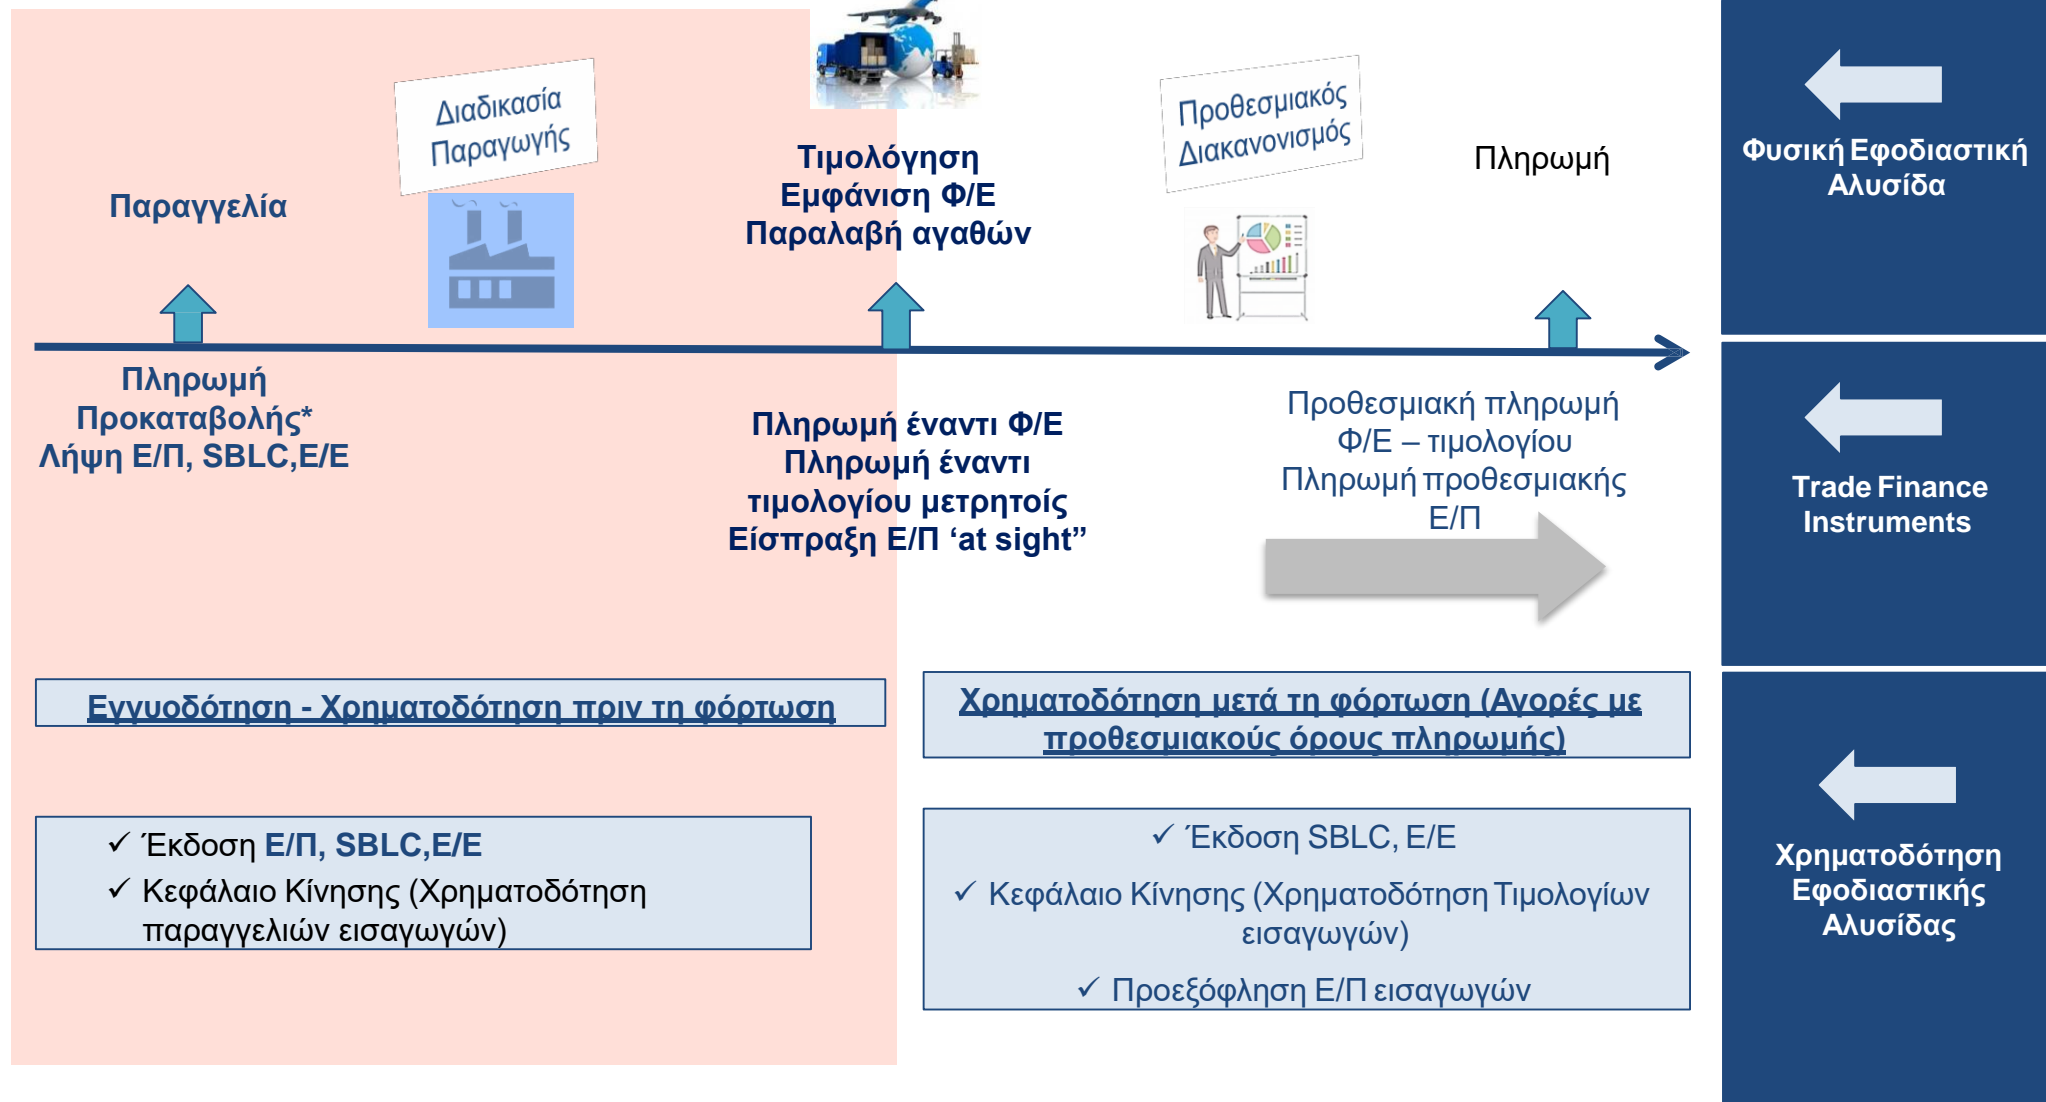 Διαδικασία
Παραγωγής
Προθεσμιακός
Διακανονισμός
Παραγγελία
Τιμολόγηση
Εμφάνιση Φ/Ε
Παραλαβή αγαθών
Πληρωμή
Φυσική Εφοδιαστική
Αλυσίδα
Πληρωμή
Προκαταβολής*
Λήψη Ε/Π, SBLC,Ε/Ε
Πληρωμή έναντι Φ/Ε
Πληρωμή έναντι
τιμολογίου μετρητοίς
Είσπραξη Ε/Π ‘at sight”
Προθεσμιακή πληρωμή
Φ/Ε – τιμολογίου
Πληρωμή προθεσμιακής
Ε/Π
Trade Finance
Instruments
Εγγυοδότηση - Χρηματοδότηση πριν τη φόρτωση
Χρηματοδότηση μετά τη φόρτωση (Αγορές με
προθεσμιακούς όρους πληρωμής)
✓ Έκδοση Ε/Π, SBLC,Ε/Ε
✓ Κεφάλαιο Κίνησης (Χρηματοδότηση
παραγγελιών εισαγωγών)
✓ Έκδοση SBLC, Ε/Ε
✓ Κεφάλαιο Κίνησης (Χρηματοδότηση Τιμολογίων
εισαγωγών)
✓ Προεξόφληση Ε/Π εισαγωγών
Χρηματοδότηση
Εφοδιαστικής
Αλυσίδας